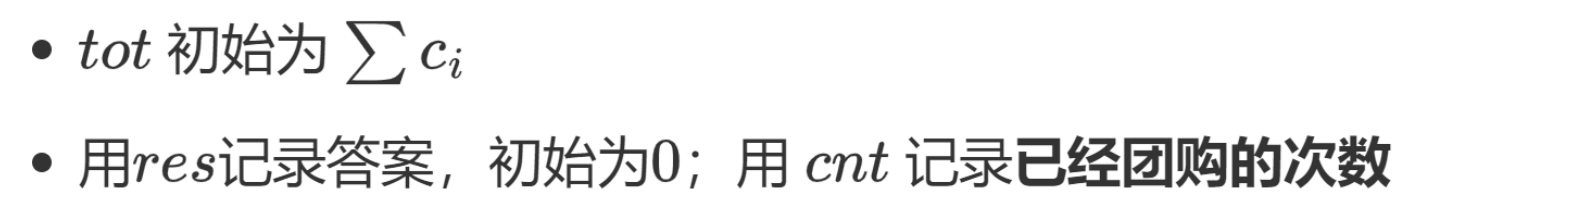 • tot 初始为 ∑ c_i
• 用res记录答案，初始为0；用 cnt 记录已经团购的次数